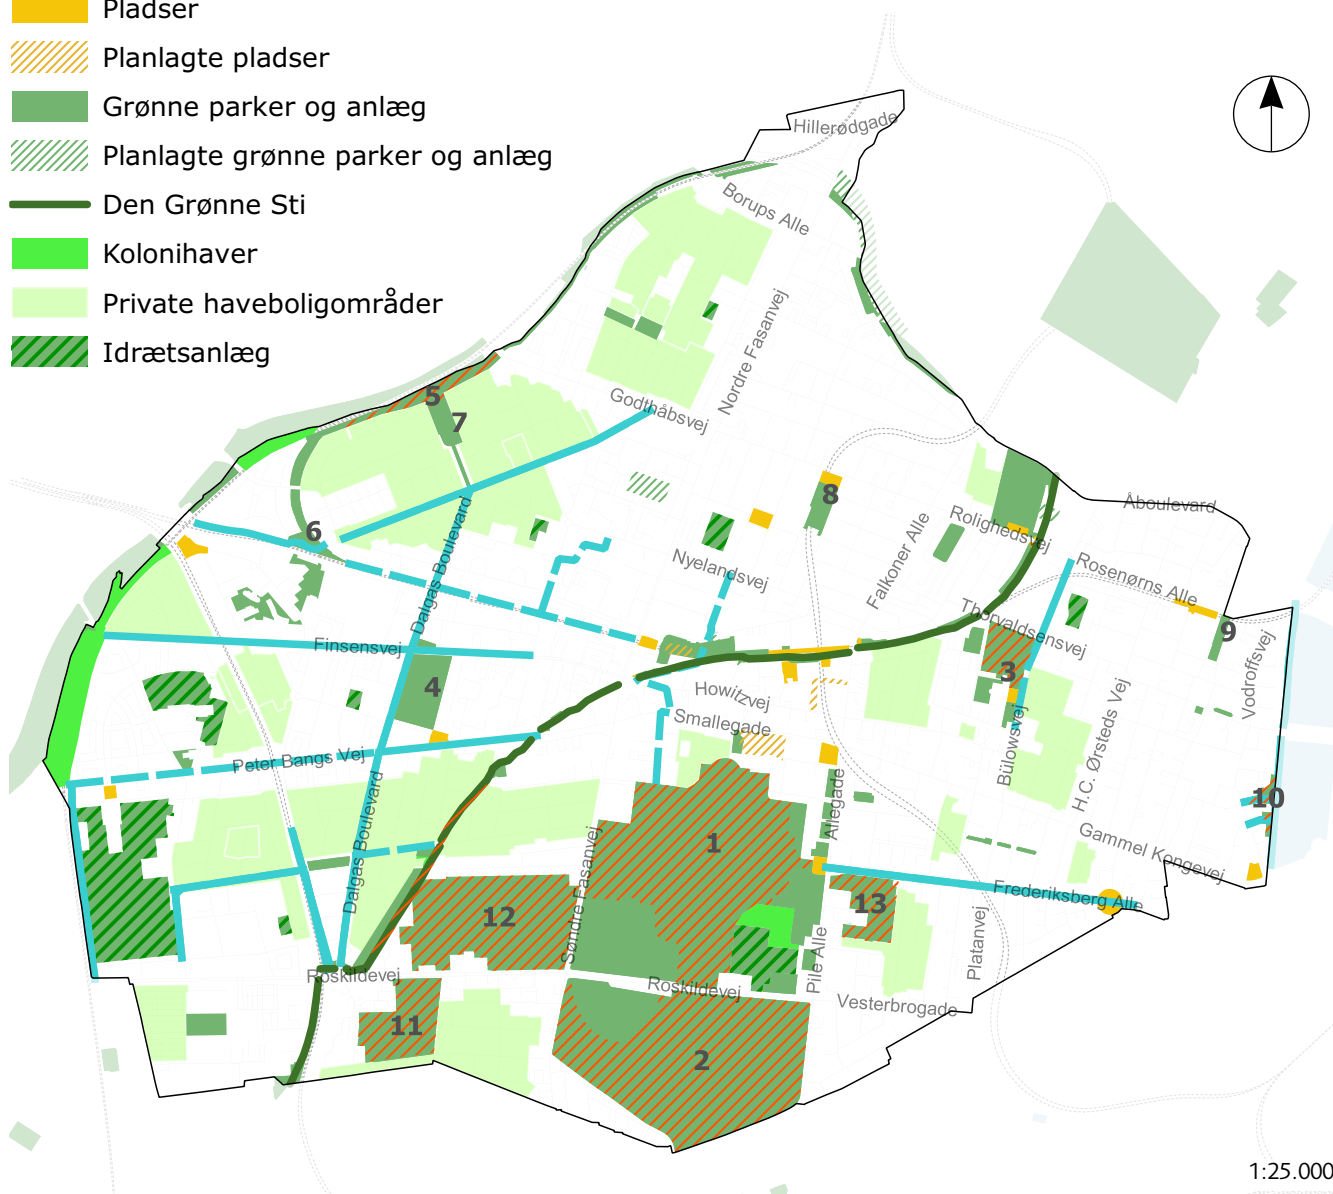 Pladser
Planlagte pladser
Grønne parker og anlæg
Planlagte grønne parker og anlæg
Den Grønne Sti
Kolonihaver
Private haveboligområder
Idrætsanlæg
Hillerødgade
Borups Alle
Nordre Fasanvej
Godthåbsvej
5
7
8
6
Dalgas Boulevard
Nyelandsvej
Falkoner Alle
Rolighedsvej
Åboulevard
Rosenørns Alle
Thorvaldsensvej
9
Vodroffsvej
Finsensvej
4
3
Howitzvej
Smallegade
Bülowsvej
H.C. Ørsteds Vej
Peter Bangs Vej
Dalgas Boulevard
Allegade
10
1
Søndre Fasanvej
Gammel Kongevej
Frederiksberg Alle
12
13
Platanvej
Pile Alle
Roskildevej
Roskildevej
Vesterbrogade
11
2
1:25.000